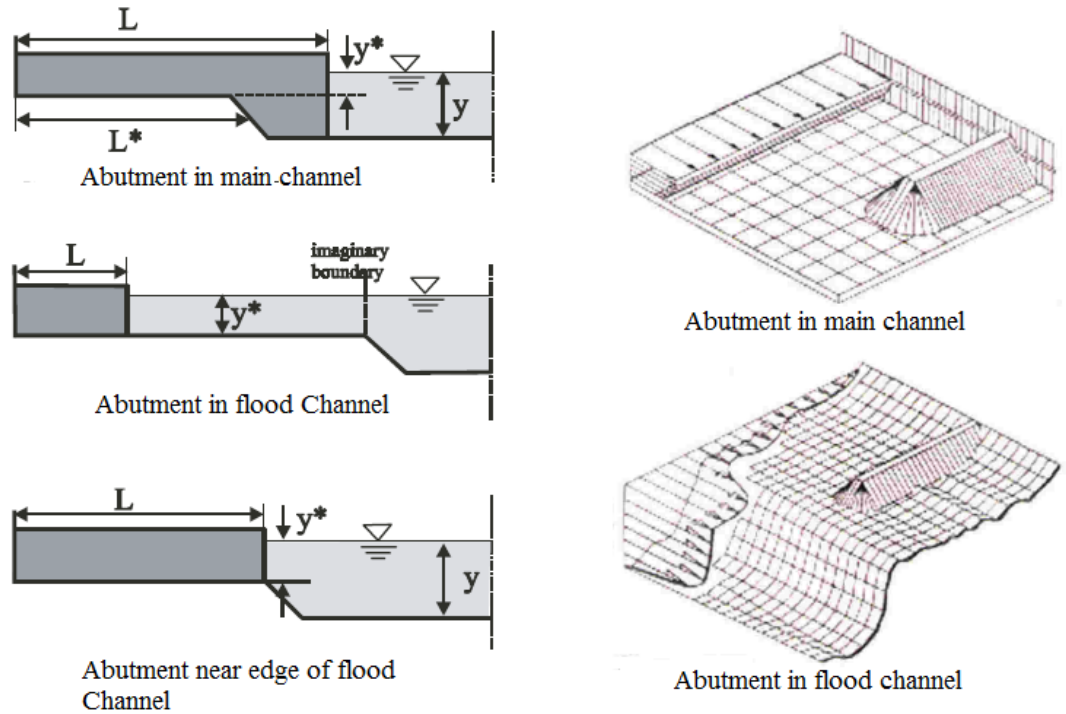 L
y*
y
L*
Abutment in main-channel
L
imaginary
boundary
y*
Abutment in flood Channel
L
y*
y
Abutment near edge of flood
Channel
Abutment in main channel
Abutment in flood channel